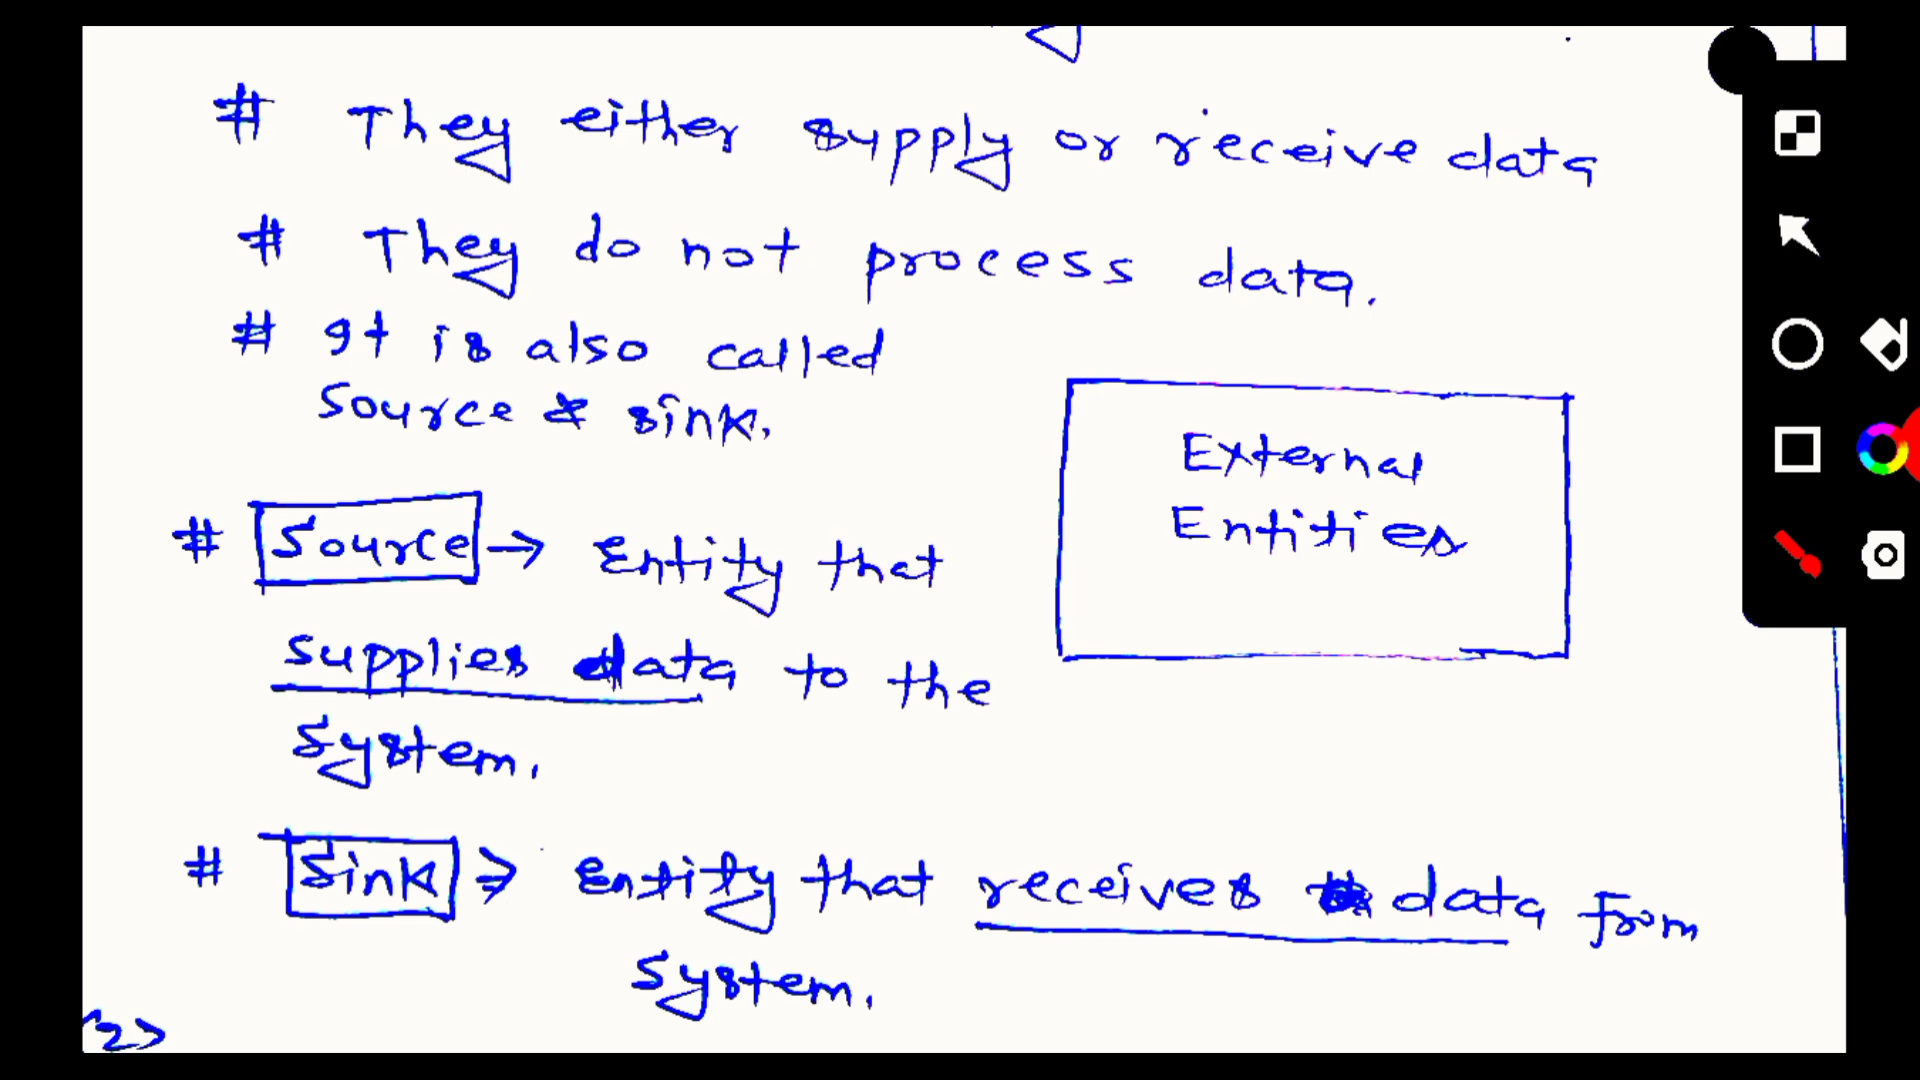 # They either supply or receive data
# They do not process data.
# It is also called
Source & sink.
External
Entities
# Source → Entity that
supplies data to the
system.
# Sink → Entity that receives data from
system.
<2>